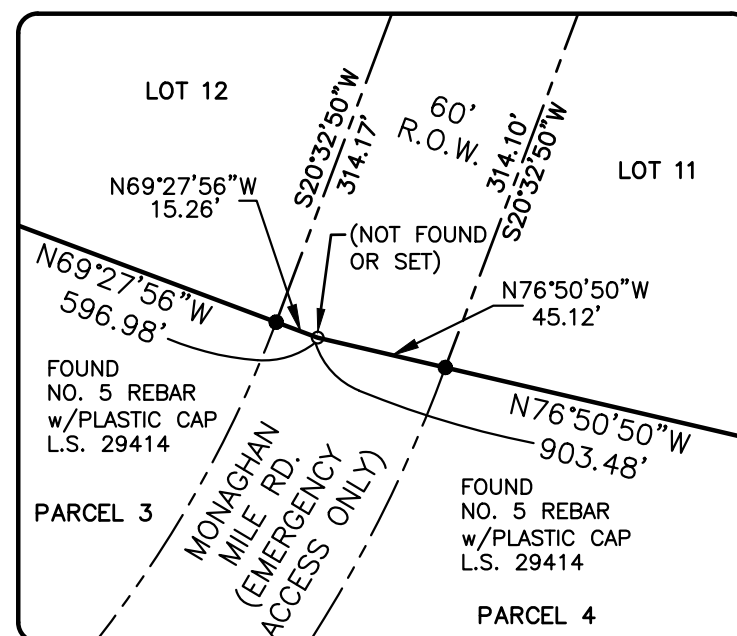 LOT 12
S20°32'50"W
314.17'
60'
R.O.W.
314.10'
S20°32'50"W
LOT 11
N69°27'56"W
15.26'
(NOT FOUND
OR SET)
N76°50'50"W
45.12'
N69°27'56"W
596.98'
FOUND
NO. 5 REBAR
w/PLASTIC CAP
L.S. 29414
N76°50'50"W
903.48'
PARCEL 3
MONAGHAN
MILE RD.
(EMERGENCY
ACCESS ONLY)
FOUND
NO. 5 REBAR
w/PLASTIC CAP
L.S. 29414
PARCEL 4